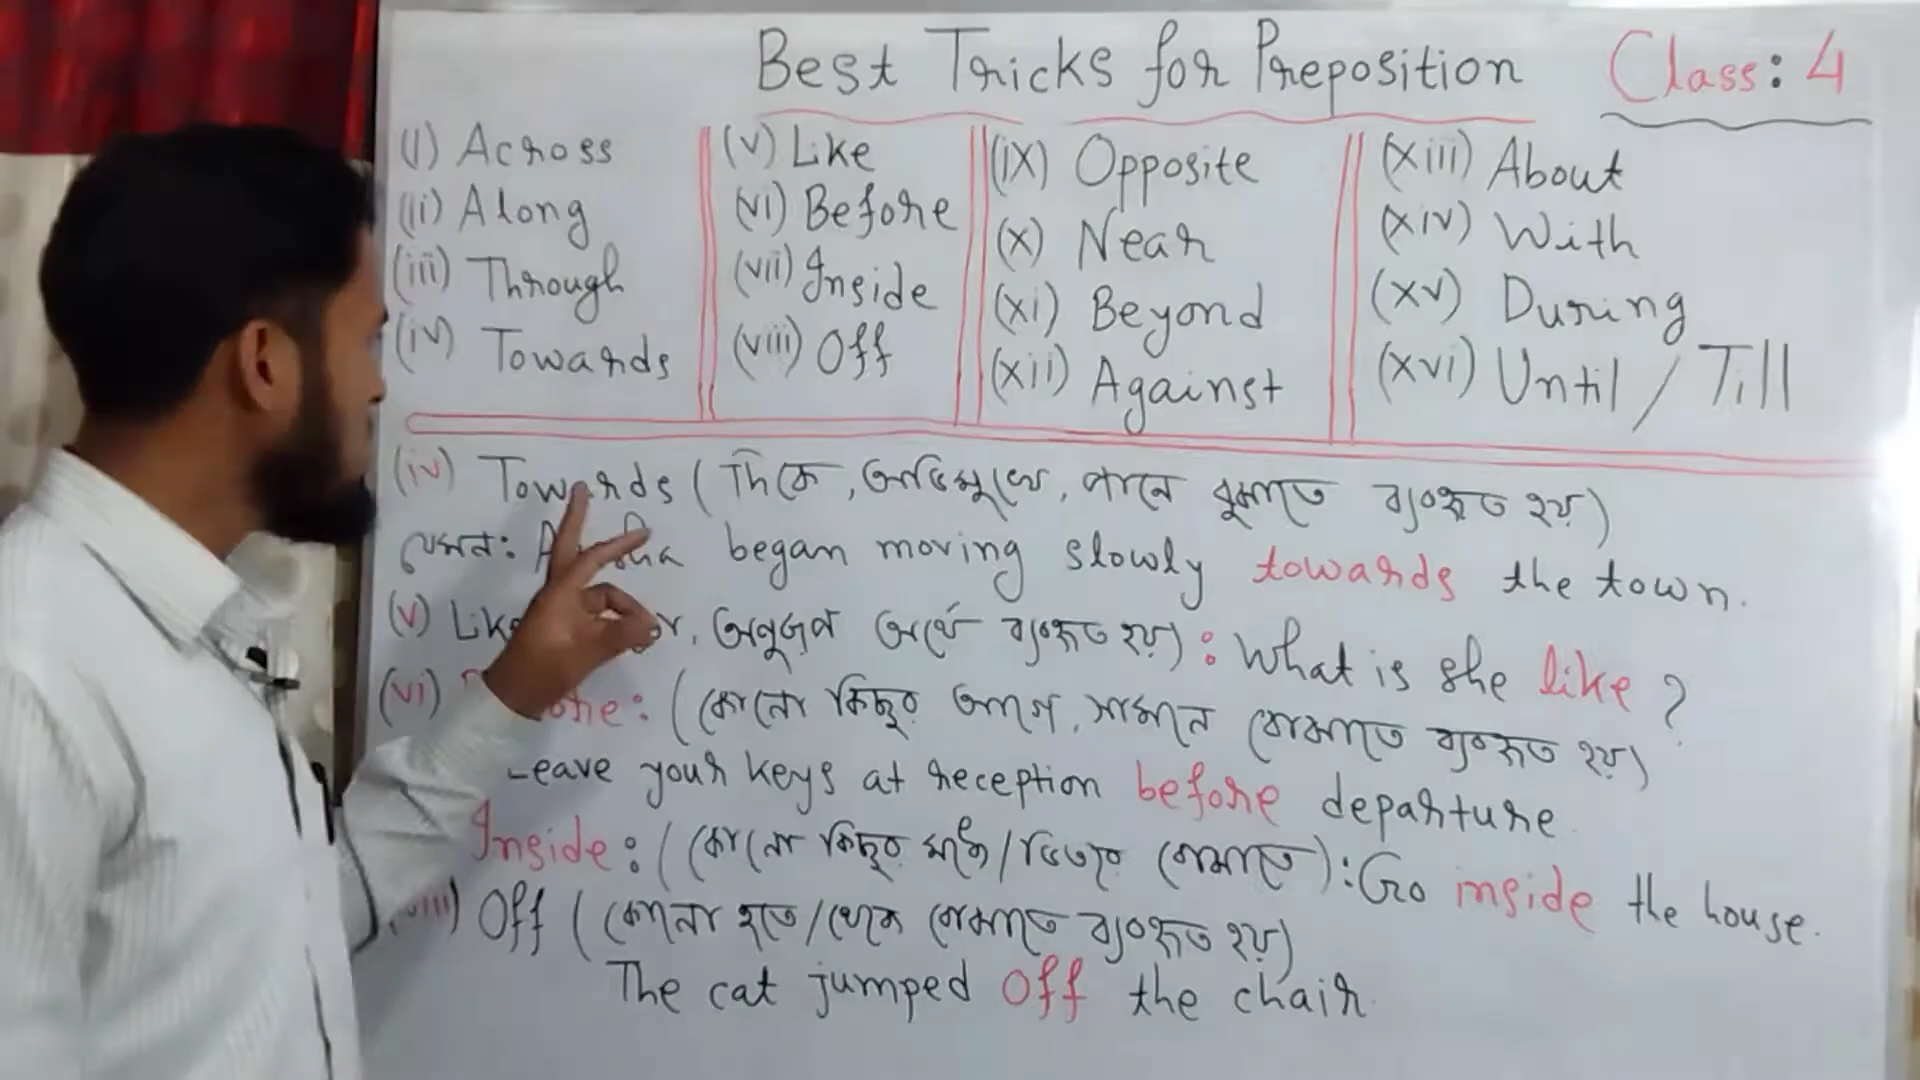 Best Tricks for Preposition Class: 4
(i) Across
(ii) Along
(iii) Through
(iv) Towards
(v) Like
(vi) Before
(vii) Inside
(viii) Off
(ix) Opposite
(x) Near
(xi) Beyond
(xii) Against
(xiii) About
(xiv) With
(xv) During
(xvi) Until / Till
(iv) Towards (দিকে, অভিমুখে, পানে বুঝাতে ব্যবহৃত হয়)
যেমন: began moving slowly towards the town.
(v) Like অনুরূপ অর্থে ব্যবহৃত হয়) : What is she like ?
(vi) (কোনো কিছুর আগে, সামনে বোঝাতে ব্যবহৃত হয়)
Leave your keys at reception before departure.
Inside: (কোনো কিছুর মধ্যে/ভিতরে বোঝাতে) : Go inside the house.
(viii) Off (কোনো হতে/থেকে বোঝাতে ব্যবহৃত হয়)
The cat jumped off the chair.